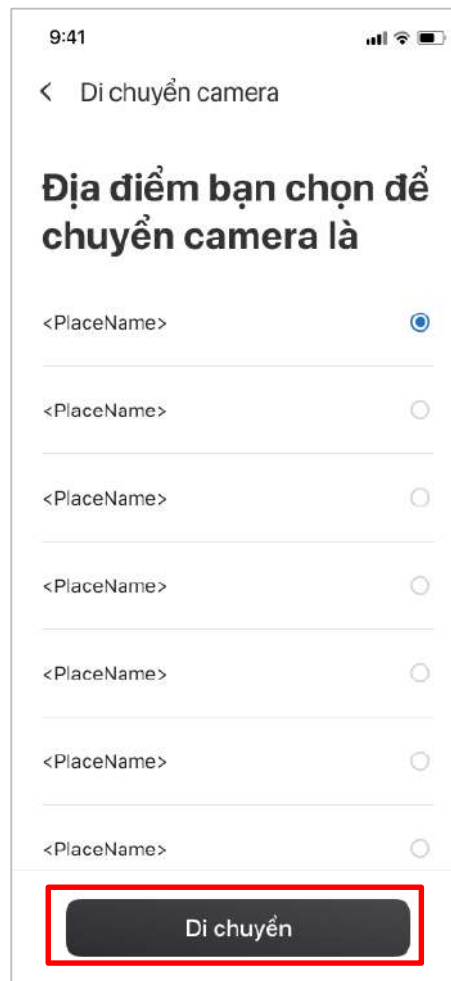 9:41
< Di chuyển camera
Địa điểm bạn chọn để
chuyển camera là
<PlaceName>
<PlaceName>
<PlaceName>
<PlaceName>
<PlaceName>
<PlaceName>
<PlaceName>
Di chuyển